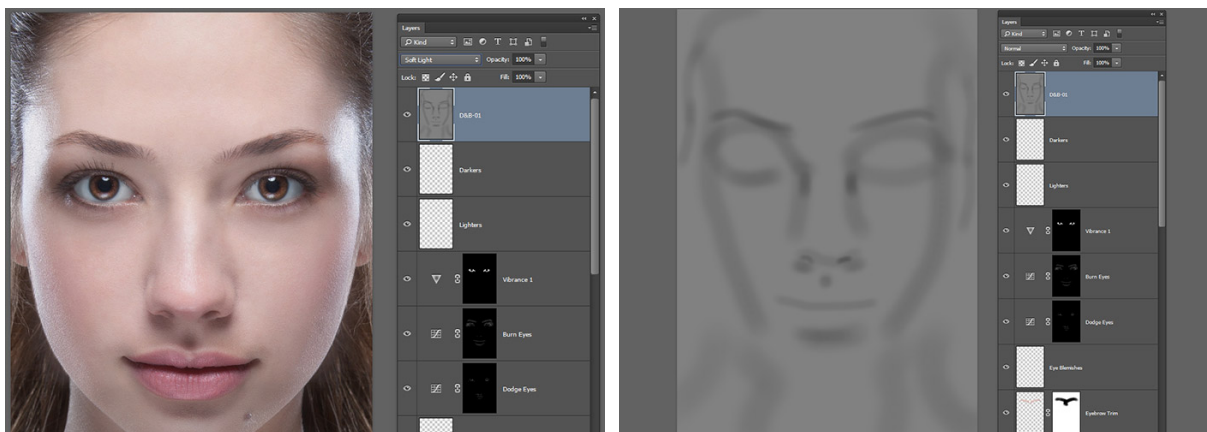 Layers
Kind
Soft Light Opacity: 100%
Lock: Fill: 100%
D&B-01
Darkers
Lighters
Vibrance 1
Burn Eyes
Dodge Eyes
Layers
Kind
Normal Opacity: 100%
Lock: Fill: 100%
D&B-01
Darkers
Lighters
Vibrance 1
Burn Eyes
Dodge Eyes
Eye Blemishes
Eyebrow Trim